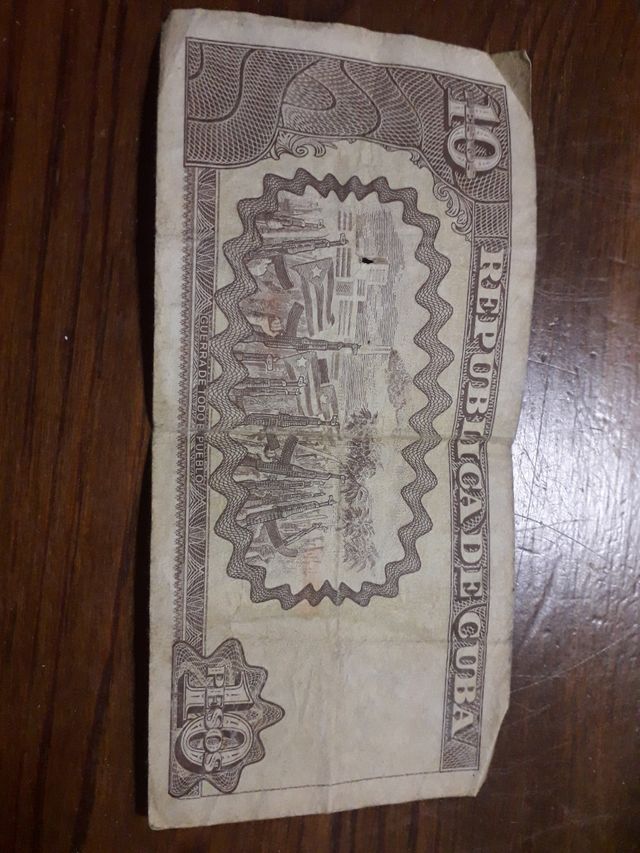 10
REPUBLICA DE CUBA
GUERRA DE TODO EL PUEBLO
10
PESOS